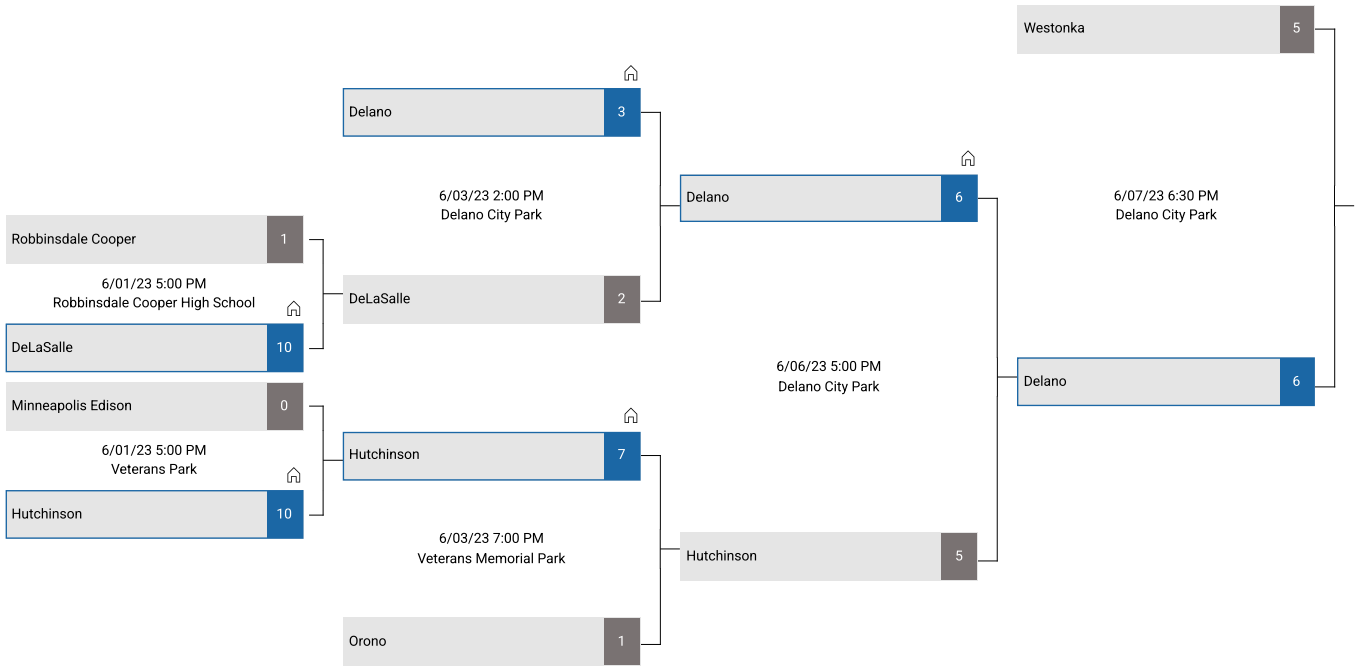 Robbinsdale Cooper 1
6/01/23 5:00 PM
Robbinsdale Cooper High School
DeLaSalle 10
Minneapolis Edison 0
6/01/23 5:00 PM
Veterans Park
Hutchinson 10
Delano 3
6/03/23 2:00 PM
Delano City Park
DeLaSalle 2
Hutchinson 7
6/03/23 7:00 PM
Veterans Memorial Park
Orono 1
Delano 6
6/06/23 5:00 PM
Delano City Park
Hutchinson 5
Westonka 5
6/07/23 6:30 PM
Delano City Park
Delano 6